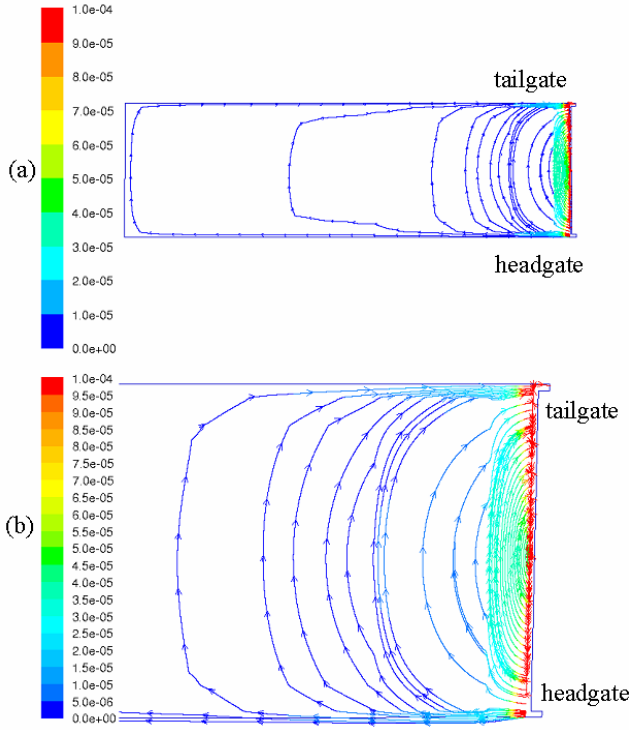 1.0e-04
9.0e-05
8.0e-05
7.0e-05
6.0e-05
5.0e-05
4.0e-05
3.0e-05
2.0e-05
1.0e-05
0.0e+00
(a)
tailgate
headgate
1.0e-04
9.5e-05
9.0e-05
8.5e-05
8.0e-05
7.5e-05
7.0e-05
6.5e-05
6.0e-05
5.5e-05
5.0e-05
4.5e-05
4.0e-05
3.5e-05
3.0e-05
2.5e-05
2.0e-05
1.5e-05
1.0e-05
5.0e-06
0.0e+00
(b)
tailgate
headgate